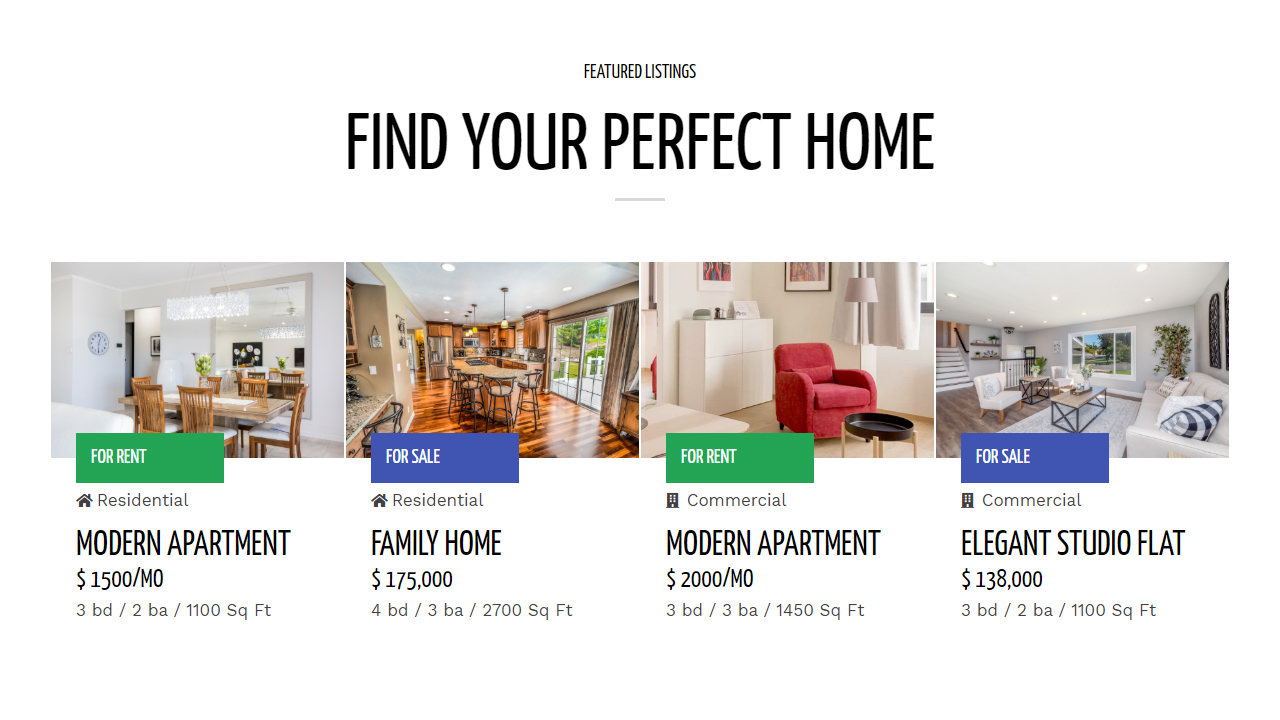 FEATURED LISTINGS
FIND YOUR PERFECT HOME
FOR RENT
Residential
MODERN APARTMENT
$ 1500/MO
3 bd / 2 ba / 1100 Sq Ft
FOR SALE
Residential
FAMILY HOME
$ 175,000
4 bd / 3 ba / 2700 Sq Ft
FOR RENT
Commercial
MODERN APARTMENT
$ 2000/MO
3 bd / 3 ba / 1450 Sq Ft
FOR SALE
Commercial
ELEGANT STUDIO FLAT
$ 138,000
3 bd / 2 ba / 1100 Sq Ft